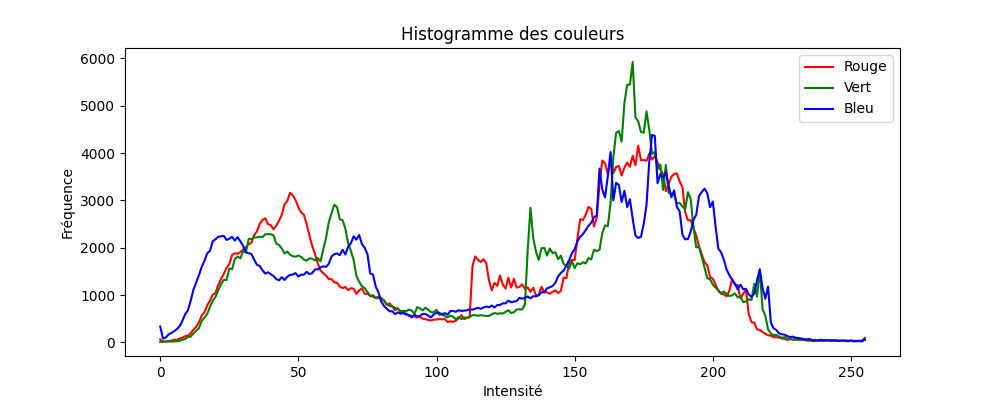 Histogramme des couleurs
Rouge
Vert
Bleu
Fréquence
6000
5000
4000
3000
2000
1000
0
0 50 100 150 200 250
Intensité